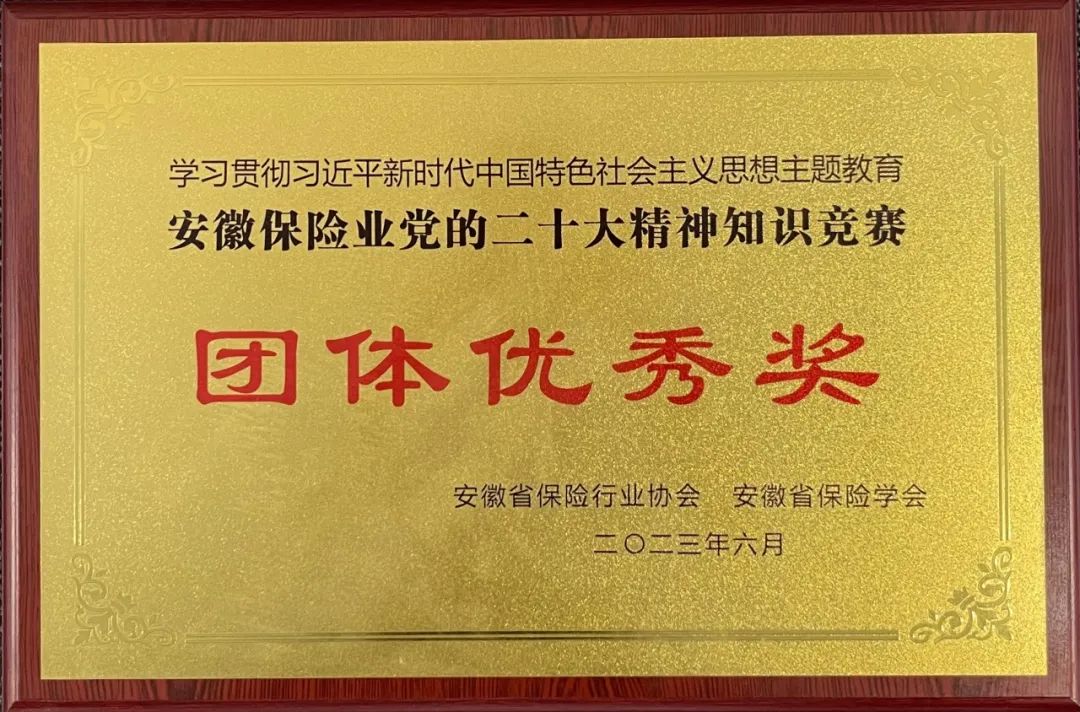 学习贯彻习近平新时代中国特色社会主义思想主题教育
安徽保险业党的二十大精神知识竞赛
团体优秀奖
安徽省保险行业协会 安徽省保险学会
二〇二三年六月